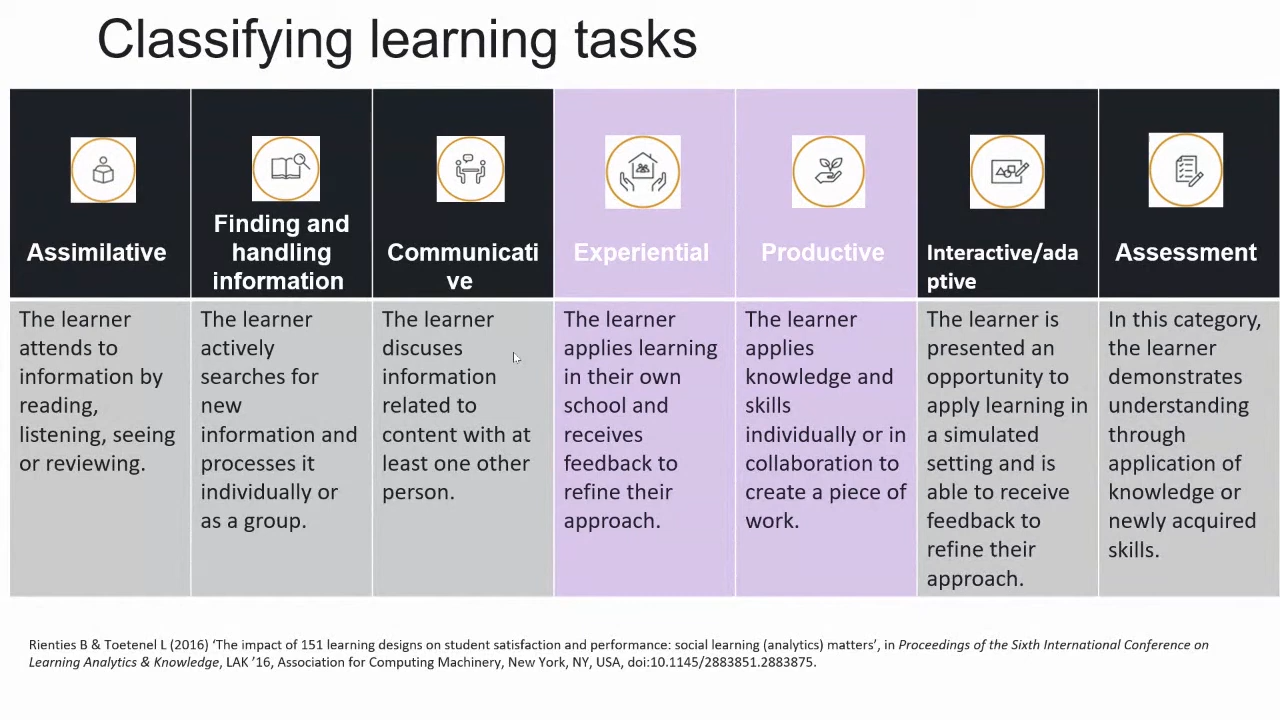 Classifying learning tasks
Assimilative
Finding and
handling
information
Communicati
ve
Experiential
Productive
Interactive/ada
ptive
Assessment
The learner
attends to
information by
reading,
listening, seeing
or reviewing.
The learner
actively
searches for
new
information and
processes it
individually or
as a group.
The learner
discuses
information
related to
content with at
least one other
person.
The learner
applies learning
in their own
school and
receives
feedback to
refine their
approach.
The learner
applies
knowledge and
skills
individually or in
collaboration to
create a piece of
work.
The learner is
presented an
opportunity to
apply learning in
a simulated
setting and is
able to receive
feedback to
refine their
approach.
In this category,
the learner
demonstrates
understanding
through
application of
knowledge or
newly acquired
skills.
Rienties B & Toetenel L (2016) ‘The impact of 151 learning designs on student satisfaction and performance: social learning (analytics) matters’, in Proceedings of the Sixth International Conference on
Learning Analytics & Knowledge, LAK ’16, Association for Computing Machinery, New York, NY, USA, doi:10.1145/2883851.2883875.